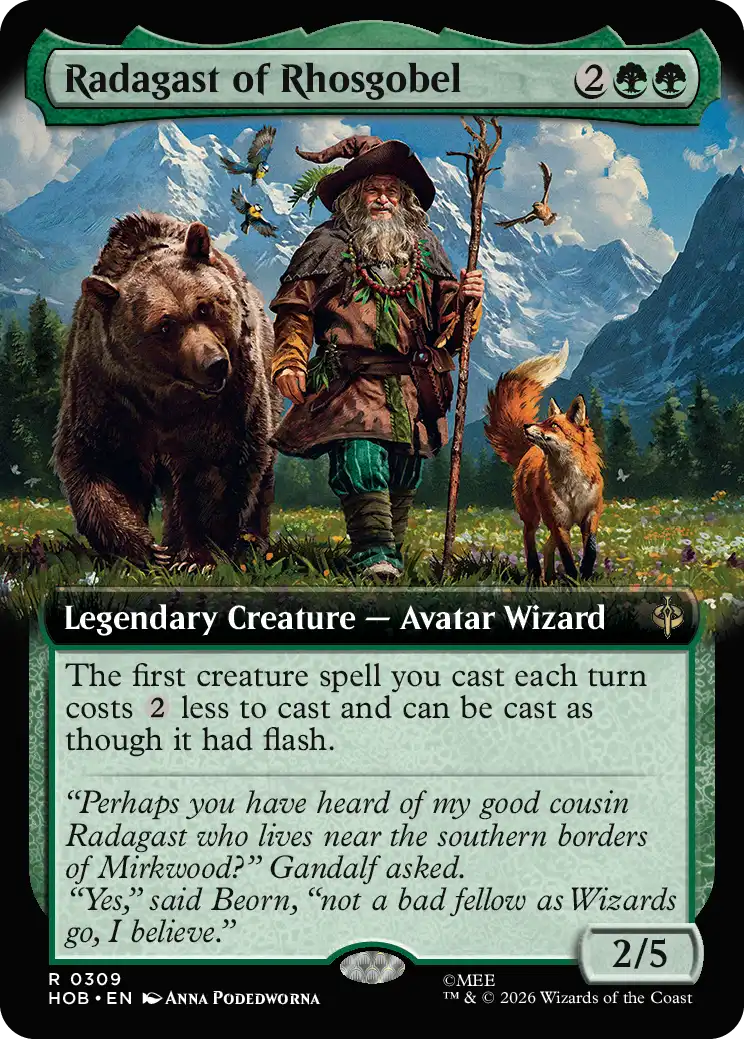 Radagast of Rhosgobel 2
Legendary Creature — Avatar Wizard
The first creature spell you cast each turn
costs 2 less to cast and can be cast as
though it had flash.
“Perhaps you have heard of my good cousin
Radagast who lives near the southern borders
of Mirkwood?” Gandalf asked.
“Yes,” said Beorn, “not a bad fellow as Wizards
go, I believe.”
2/5
R 0309
HOB • EN Anna Podedworna
©MEE
™ & © 2026 Wizards of the Coast